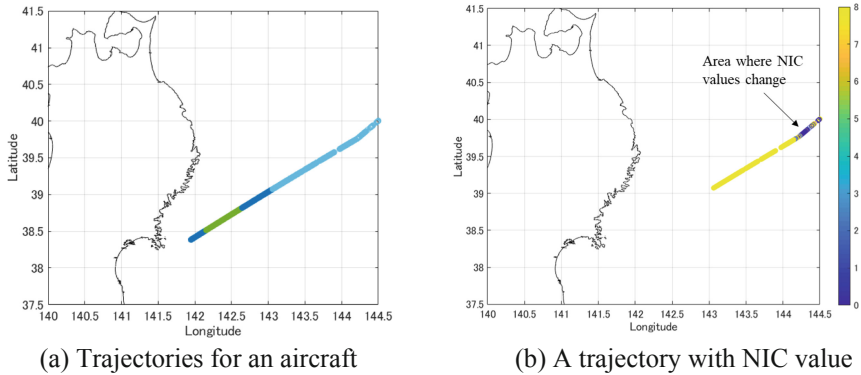 41.5
41
40.5
40
39.5
39
38.5
38
37.5
Latitude
140 140.5 141 141.5 142 142.5 143 143.5 144 144.5
Longitude
(a) Trajectories for an aircraft
41.5
41
40.5
40
39.5
39
38.5
38
37.5
Latitude
Area where NIC
values change
140 140.5 141 141.5 142 142.5 143 143.5 144 144.5
Longitude
8
7
6
5
4
3
2
1
0
(b) A trajectory with NIC value